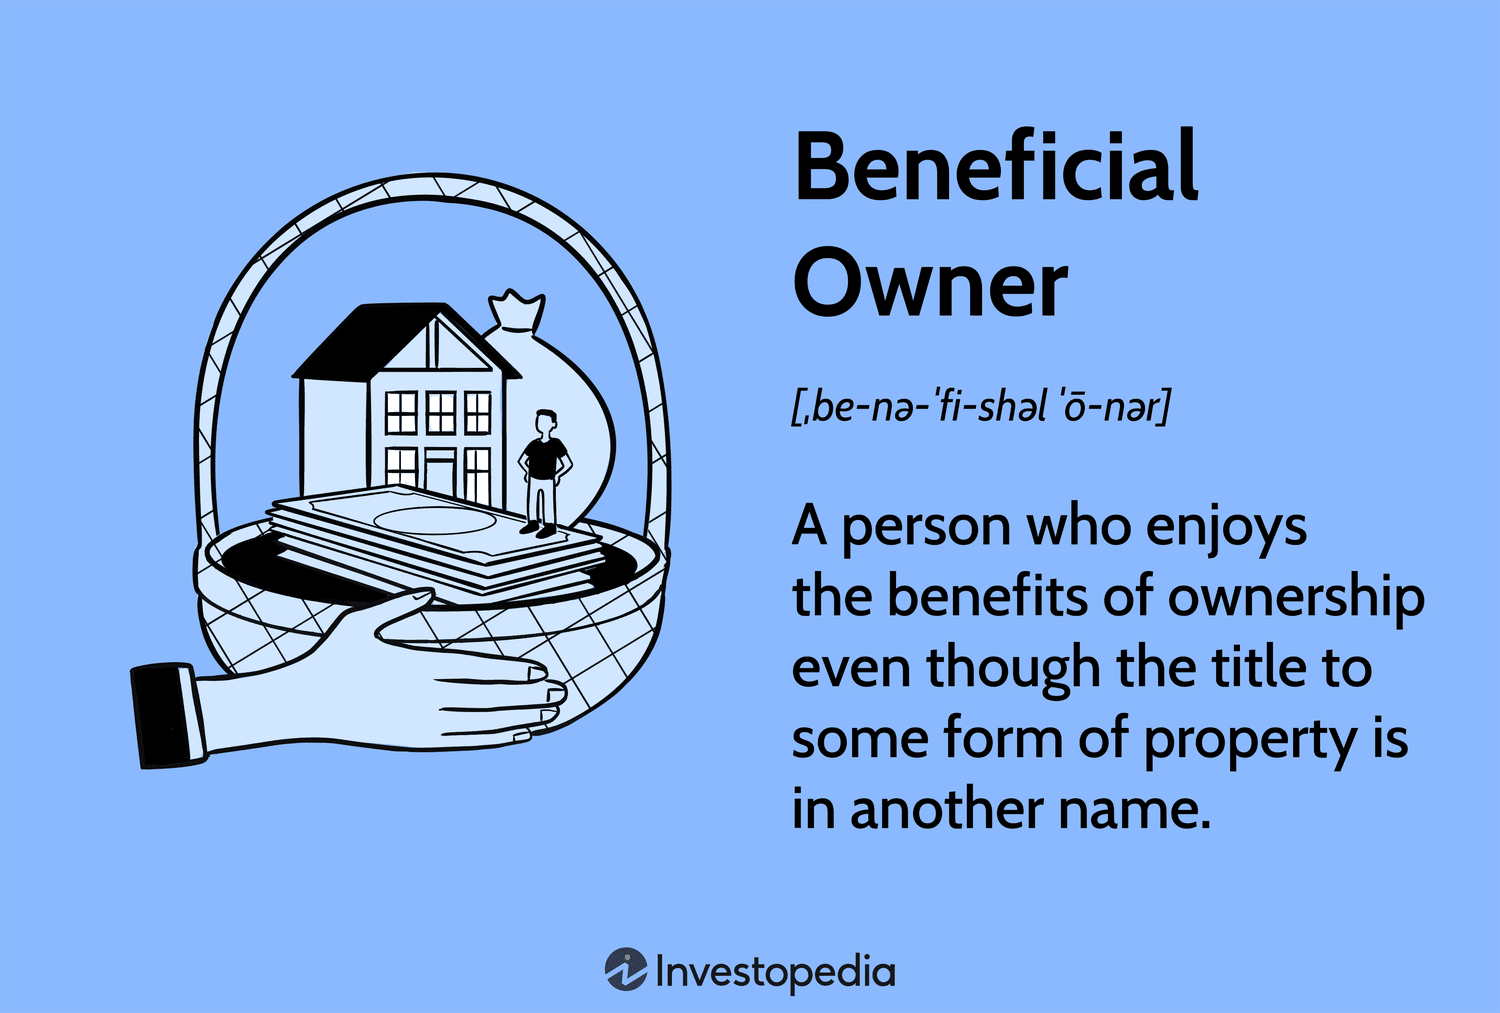 Beneficial
Owner
[ˌbe-nə-ˈfi-shəl ˈō-nər]
A person who enjoys
the benefits of ownership
even though the title to
some form of property is
in another name.
Investopedia